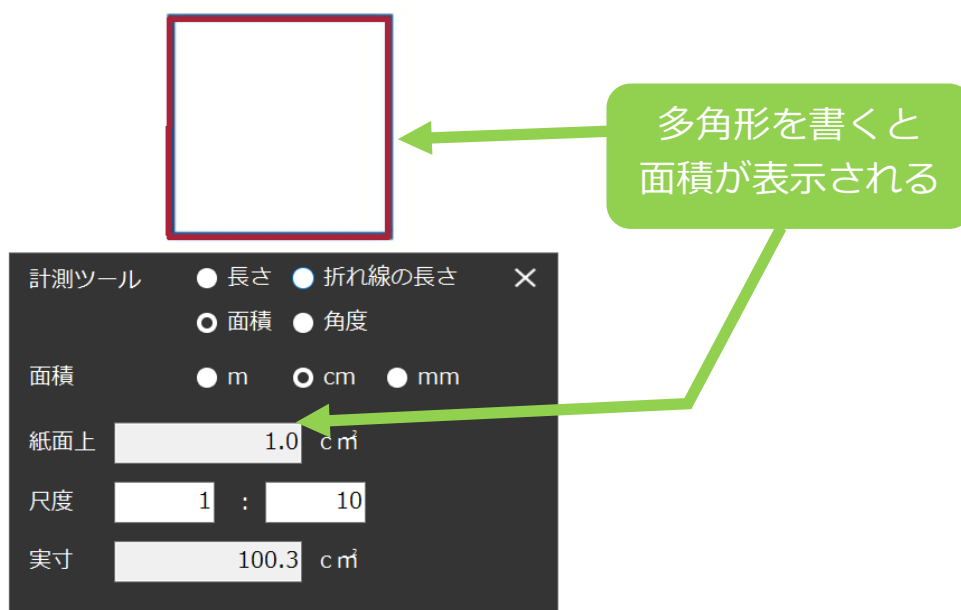 多角形を書くと
面積が表示される
計測ツール 長さ 折れ線の長さ ×
面積 角度
面積 m cm mm
紙面上 1.0 c㎡
尺度 1 : 10
実寸 100.3 c㎡